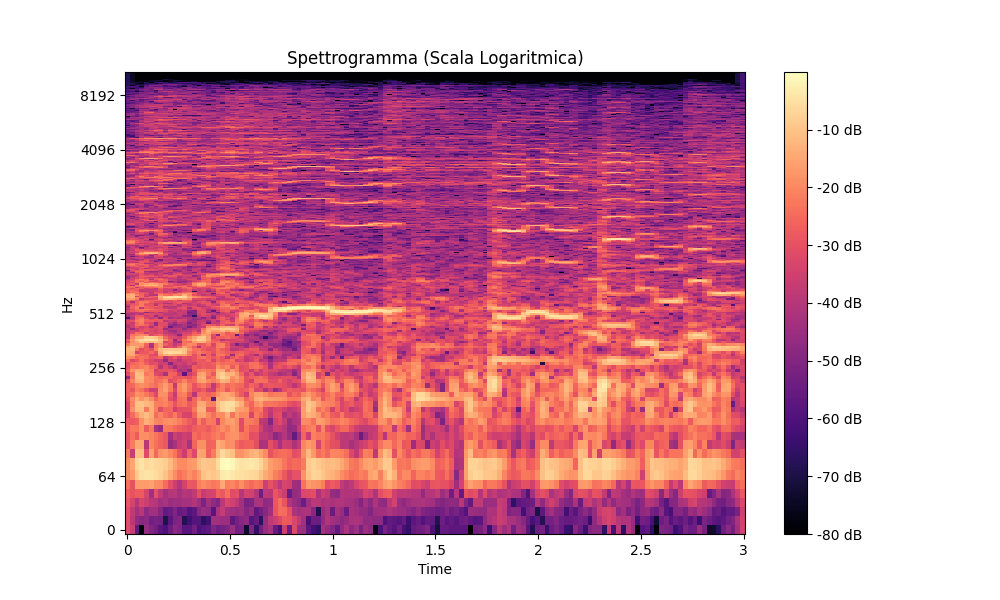 Spettrogramma (Scala Logaritmica)
8192
4096
2048
1024
512
256
128
64
0
Hz
0
0.5
1
1.5
2
2.5
3
Time
-10 dB
-20 dB
-30 dB
-40 dB
-50 dB
-60 dB
-70 dB
-80 dB